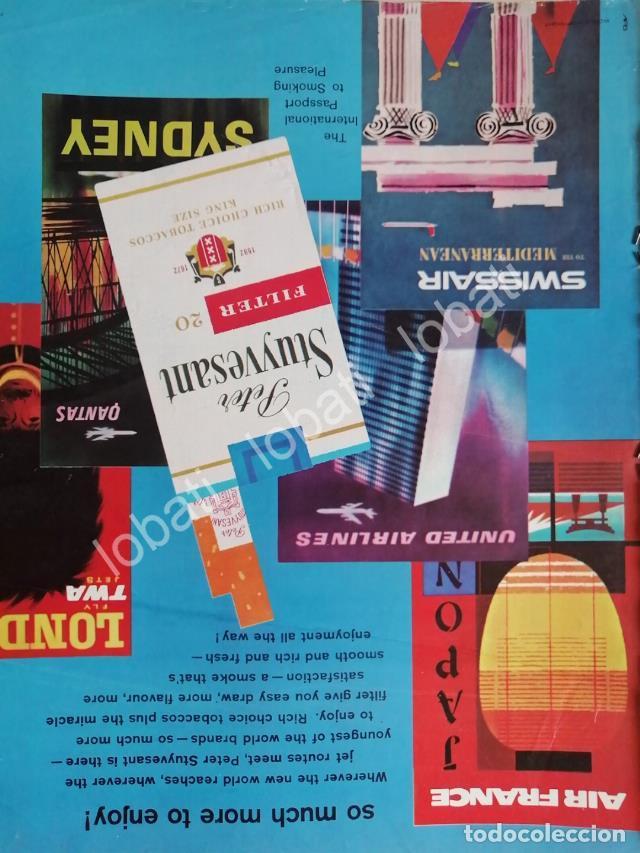 so much more to enjoy!
Wherever the new world reaches, wherever the
jet routes meet, Peter Stuyvesant is there —
youngest of the world brands — so much more
to enjoy. Rich choice tobaccos plus the miracle
filter give you easy draw, more flavour, more
satisfaction — a smoke that's
smooth and rich and fresh —
enjoyment all the way!
AIR FRANCE
JAPON
LOND
FLY
TWA
JETS
UNITED AIRLINES
QANTAS
SYDNEY
Peter
Stuyvesant
20 FILTER
1592 1672
RICH CHOICE TOBACCOS
KING SIZE
SWISSAIR
TO THE MEDITERRANEAN
The
International
Passport
to Smoking
Pleasure
lobati lobati lobati lobati
todocoleccion